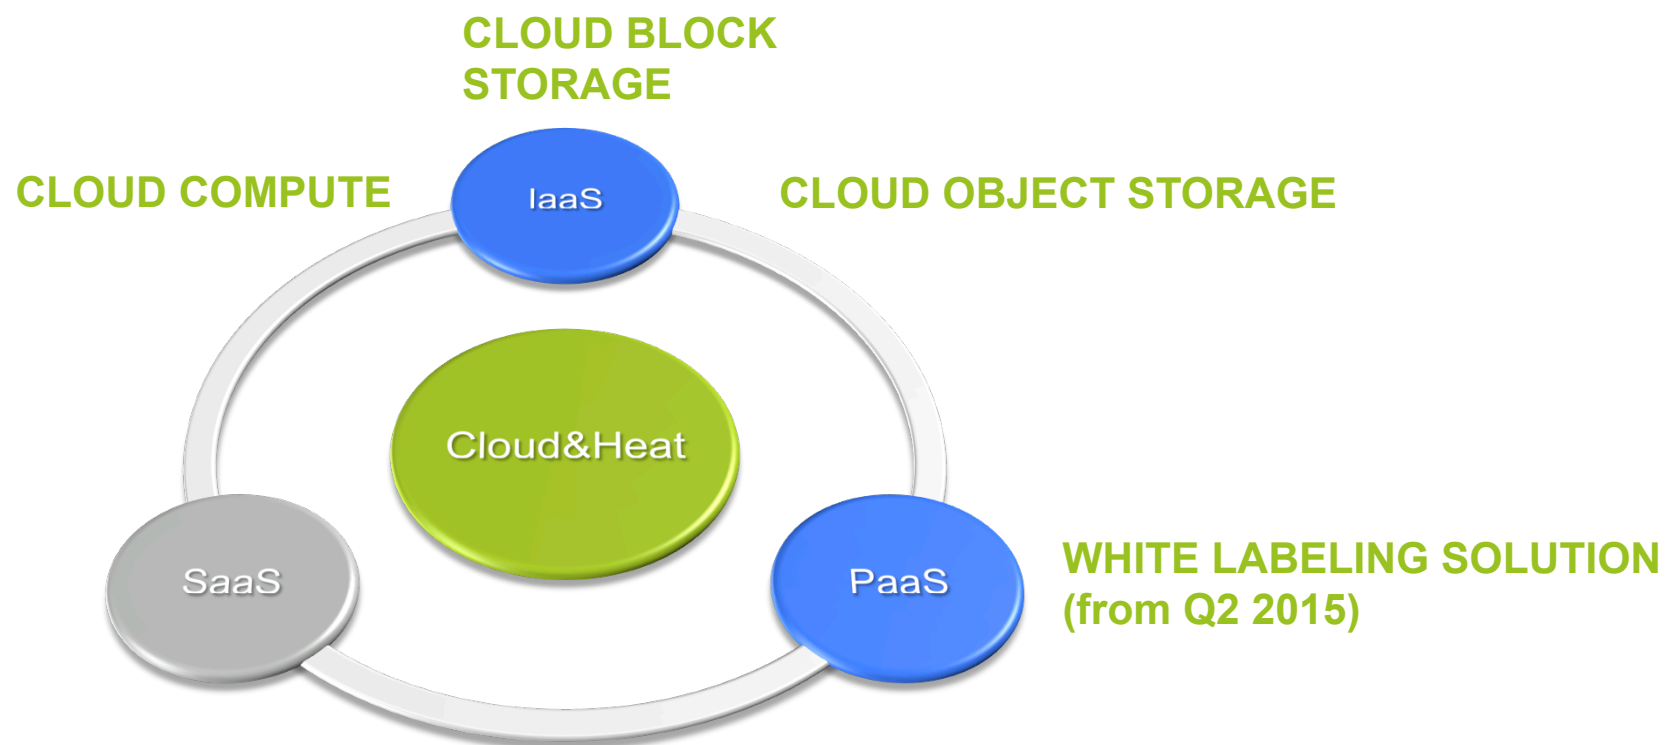 CLOUD BLOCK
STORAGE
CLOUD COMPUTE
IaaS
CLOUD OBJECT STORAGE
Cloud&Heat
SaaS
PaaS
WHITE LABELING SOLUTION
(from Q2 2015)